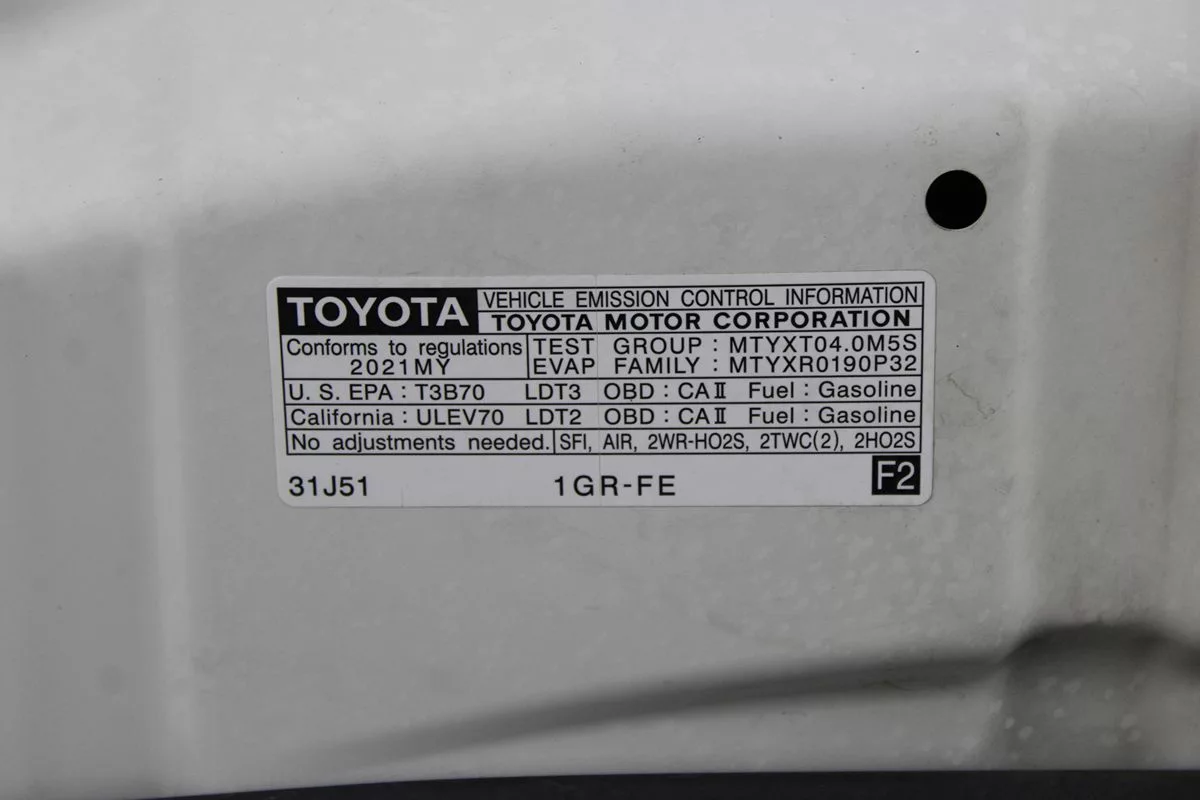 TOYOTA VEHICLE EMISSION CONTROL INFORMATION
TOYOTA MOTOR CORPORATION
Conforms to regulations TEST GROUP : MTYXT04.0M5S
2021MY EVAP FAMILY : MTYXR0190P32
U. S. EPA : T3B70 LDT3 OBD : CAⅡ Fuel : Gasoline
California : ULEV70 LDT2 OBD : CAⅡ Fuel : Gasoline
No adjustments needed. SFI, AIR, 2WR-HO2S, 2TWC(2), 2HO2S
31J51 1GR-FE F2